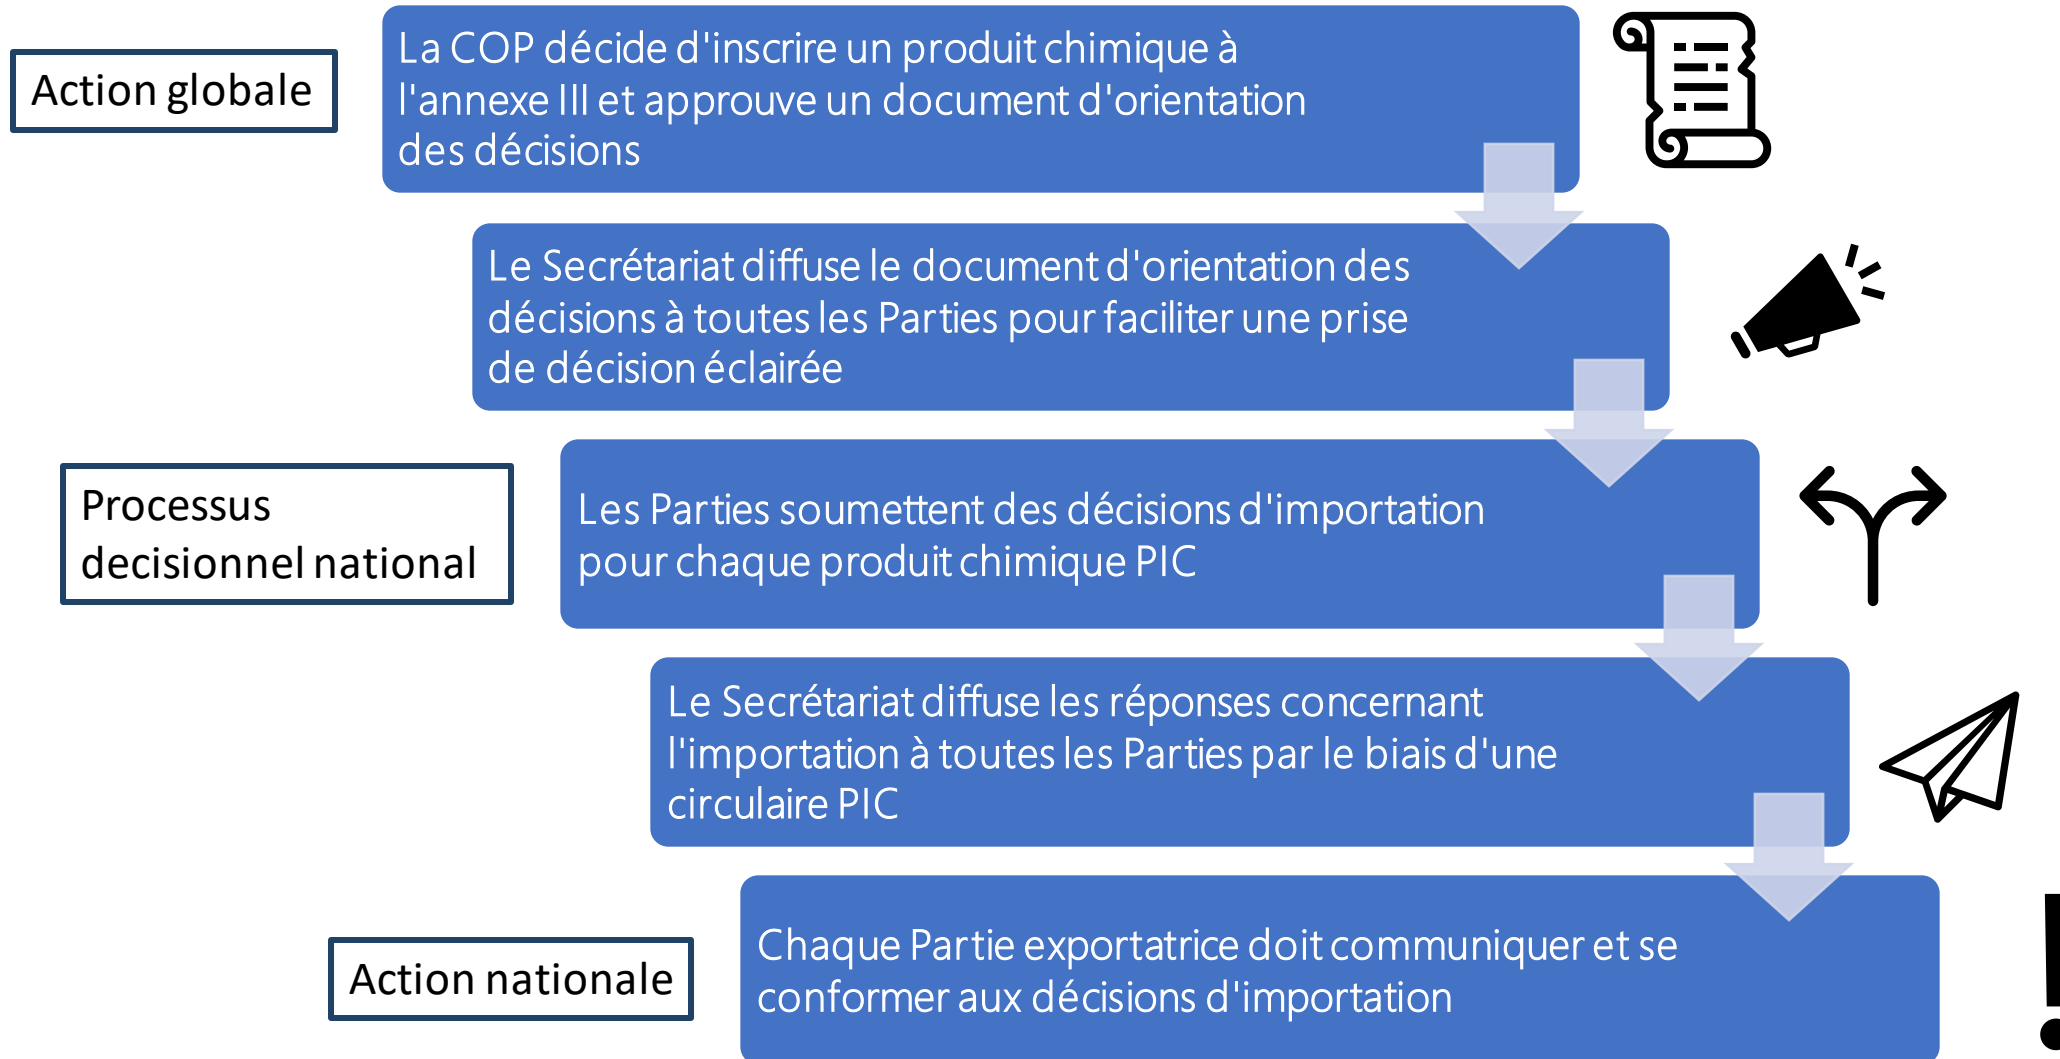 Action globale
La COP décide d'inscrire un produit chimique à
l'annexe III et approuve un document d'orientation
des décisions
Le Secrétariat diffuse le document d'orientation des
décisions à toutes les Parties pour faciliter une prise
de décision éclairée
Processus
decisionnel national
Les Parties soumettent des décisions d'importation
pour chaque produit chimique PIC
Le Secrétariat diffuse les réponses concernant
l'importation à toutes les Parties par le biais d'une
circulaire PIC
Action nationale
Chaque Partie exportatrice doit communiquer et se
conformer aux décisions d'importation
!